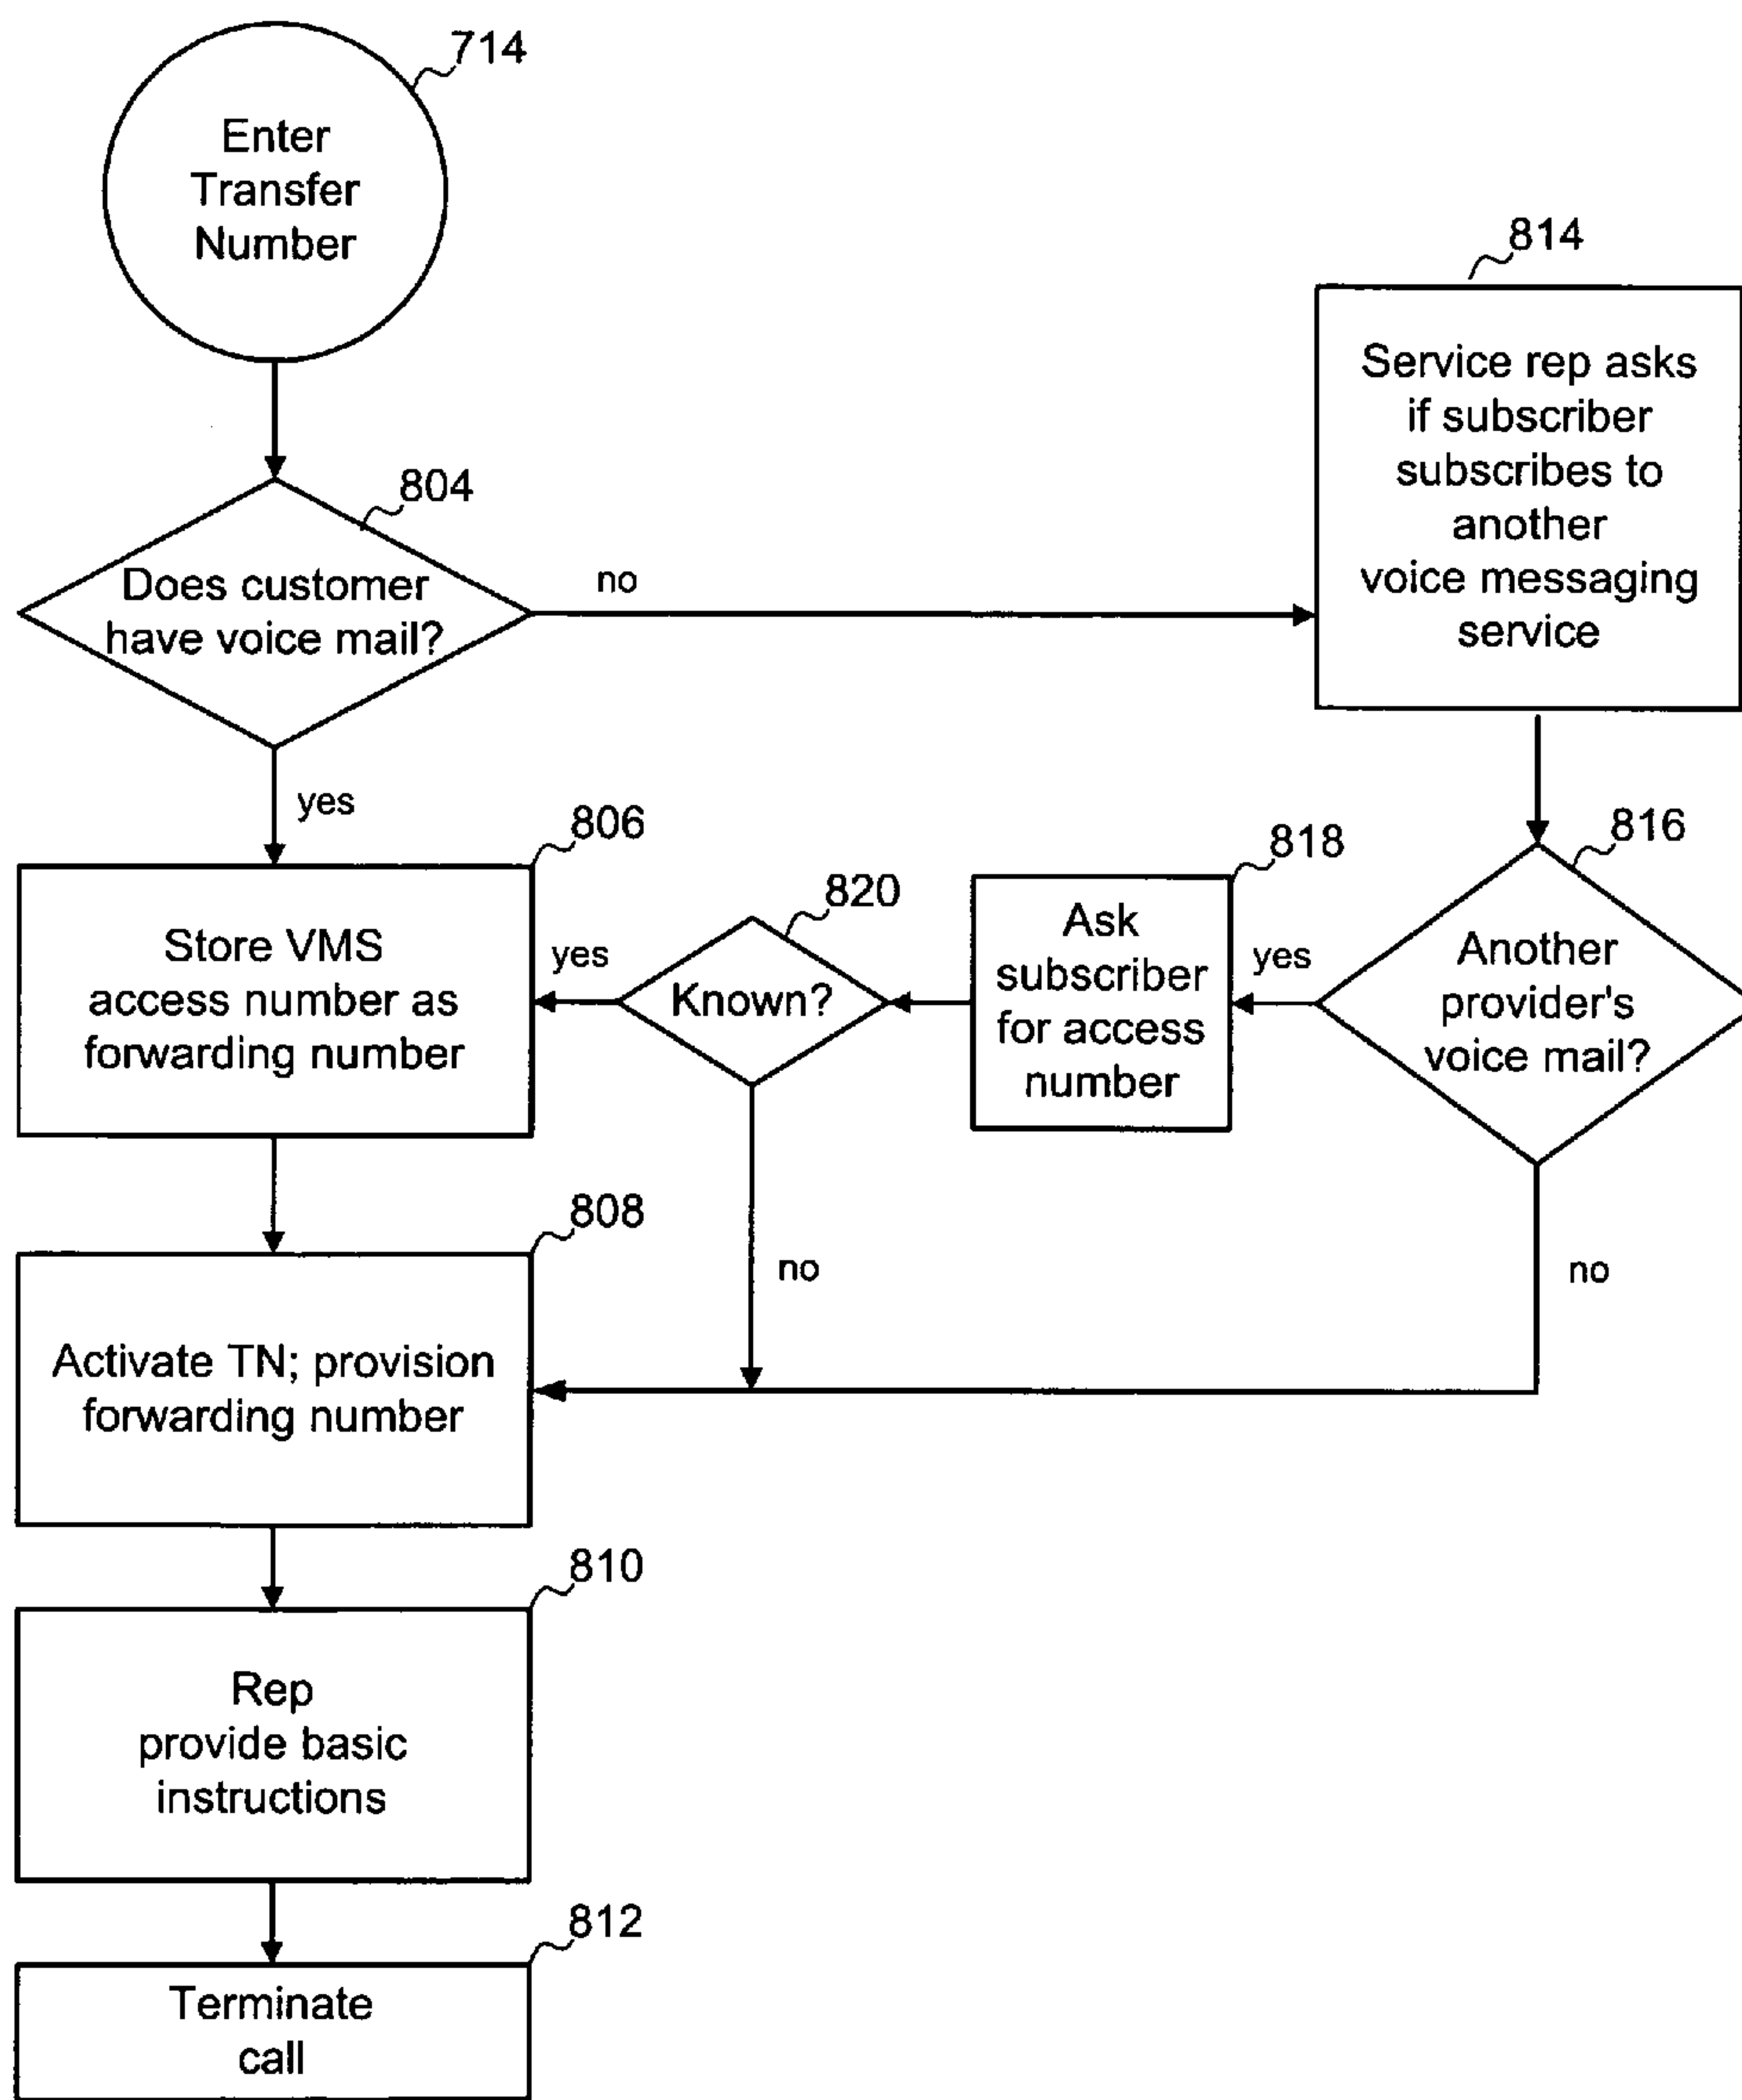 714
Enter
Transfer
Number
804
Does customer
have voice mail?
no
yes
814
Service rep asks
if subscriber
subscribes to
another
voice messaging
service
816
Another
provider's
voice mail?
yes
no
818
Ask
subscriber
for access
number
820
Known?
yes
no
806
Store VMS
access number as
forwarding number
808
Activate TN; provision
forwarding number
810
Rep
provide basic
instructions
812
Terminate
call